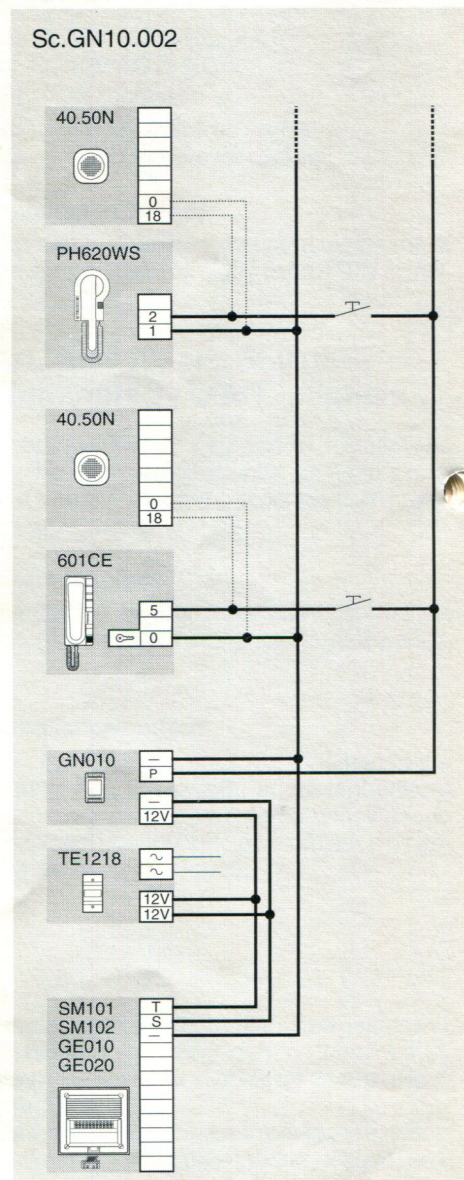 Sc.GN10.002
40.50N
0
18
PH620WS
2
1
40.50N
0
18
601CE
5
0
GN010
—
P
—
12V
TE1218
~
~
12V
12V
SM101
SM102
GE010
GE020
T
S
—